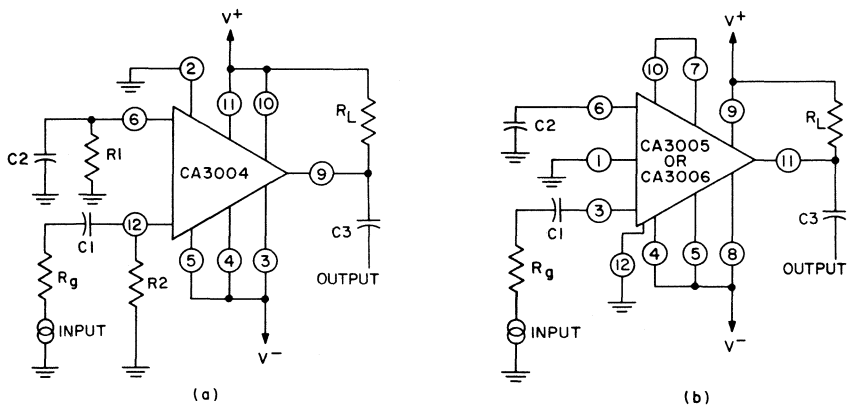 V+
2
11
10
6
RL
C2
R1
CA3004
9
C1
12
C3
Rg
5
4
3
R2
OUTPUT
INPUT
V-
(a)
V+
10
7
6
9
C2
RL
CA3005
OR
CA3006
1
11
3
C1
C3
Rg
12
4
5
8
OUTPUT
INPUT
V-
(b)